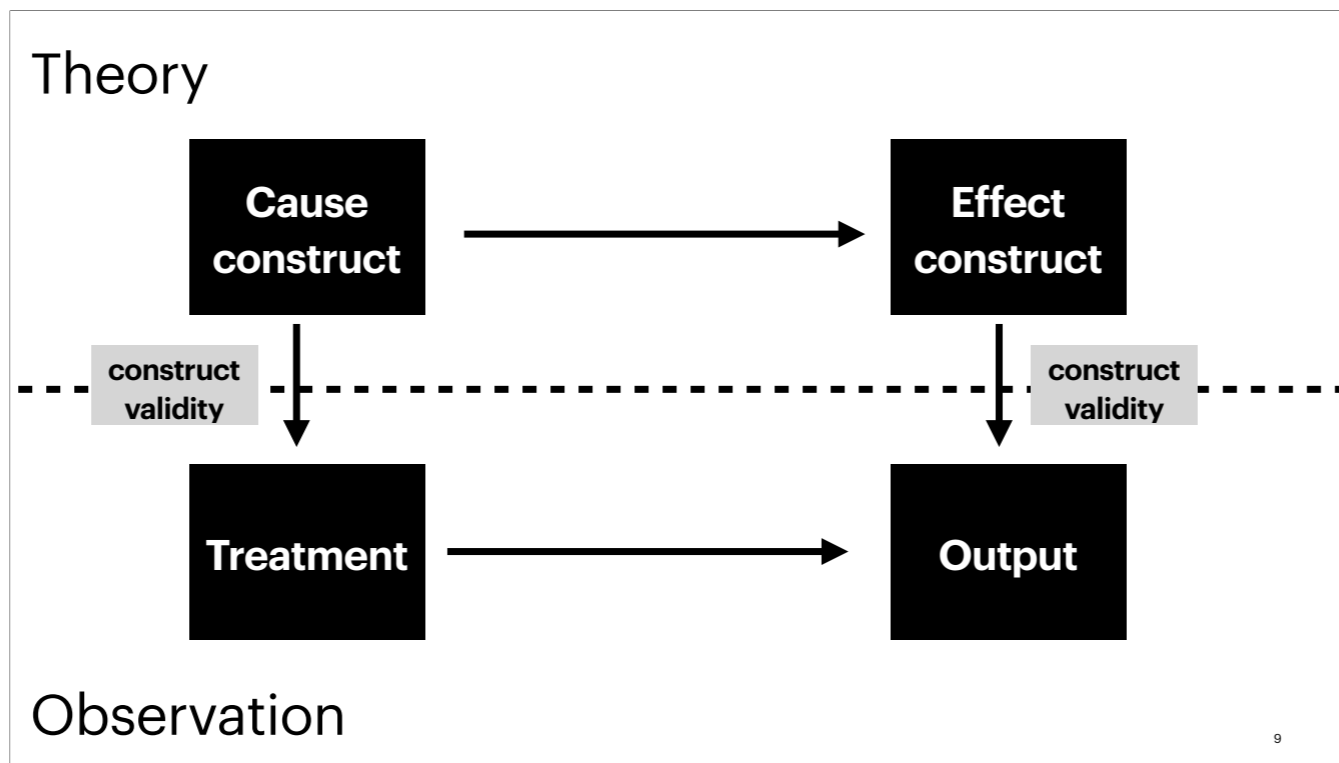 Theory
Cause
construct
Effect
construct
construct
validity
construct
validity
Treatment
Output
Observation
9